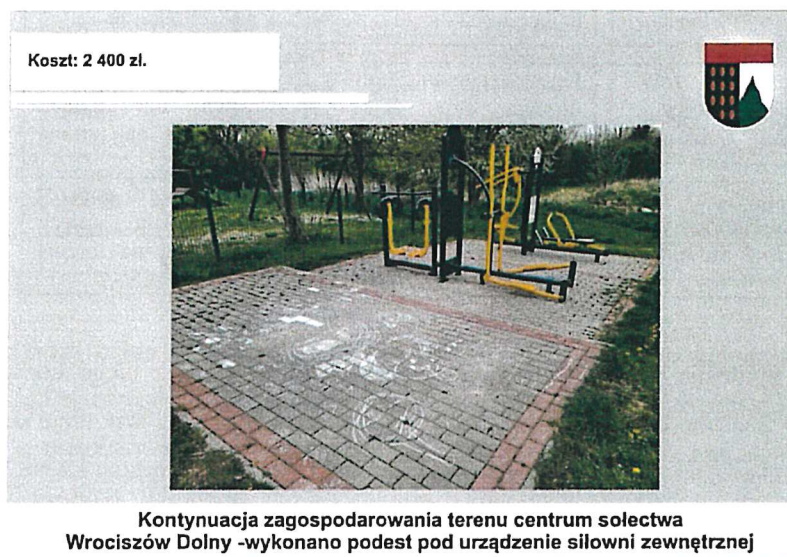 Koszt: 2 400 zł.
Kontynuacja zagospodarowania terenu centrum sołectwa
Wrociszów Dolny -wykonano podest pod urządzenie siłowni zewnętrznej